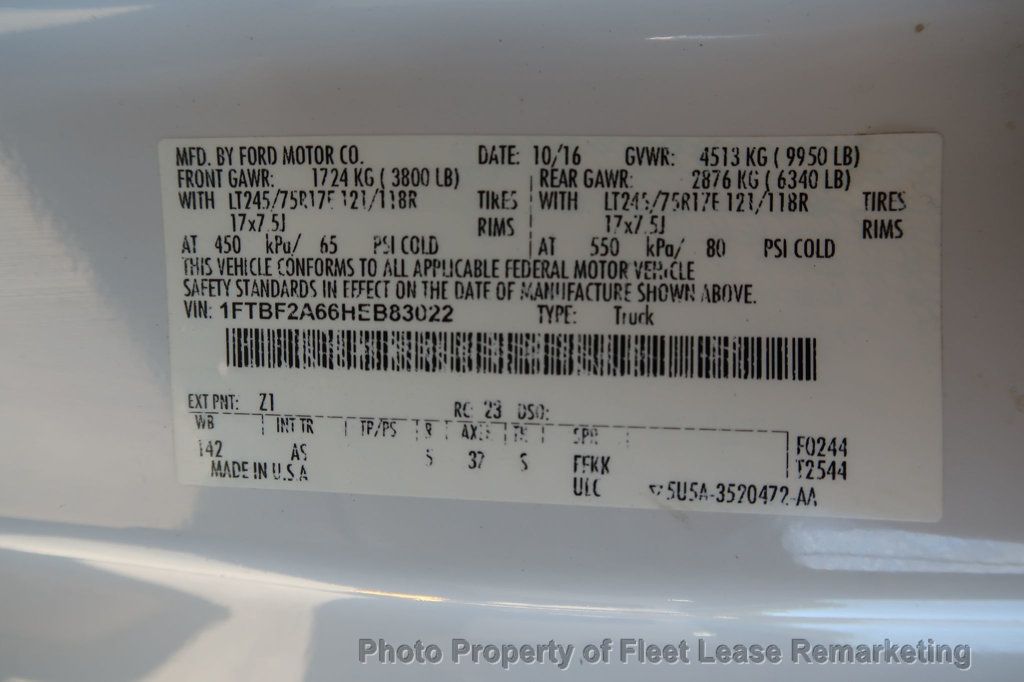 MFD. BY FORD MOTOR CO. DATE: 10/16 GVWR: 4513 KG ( 9950 LB)
FRONT GAWR: 1724 KG ( 3800 LB) REAR GAWR: 2876 KG ( 6340 LB)
WITH LT245/75R17E 121/118R TIRES WITH LT245/75R17E 121/118R TIRES
17x7.5J RIMS 17x7.5J RIMS
AT 450 kPa/ 65 PSI COLD AT 550 kPa/ 80 PSI COLD
THIS VEHICLE CONFORMS TO ALL APPLICABLE FEDERAL MOTOR VEHICLE
SAFETY STANDARDS IN EFFECT ON THE DATE OF MANUFACTURE SHOWN ABOVE.
VIN: 1FTBF2A66HEB83022 TYPE: Truck
EXT PNT: Z1 RC: 23 DSO:
WB INT TR TP/PS R AXLE TR SPR F0244
142 AS 5 37 S T2544
MADE IN U.S.A
ULC 5U5A-3520472-AA
Photo Property of Fleet Lease Remarketing